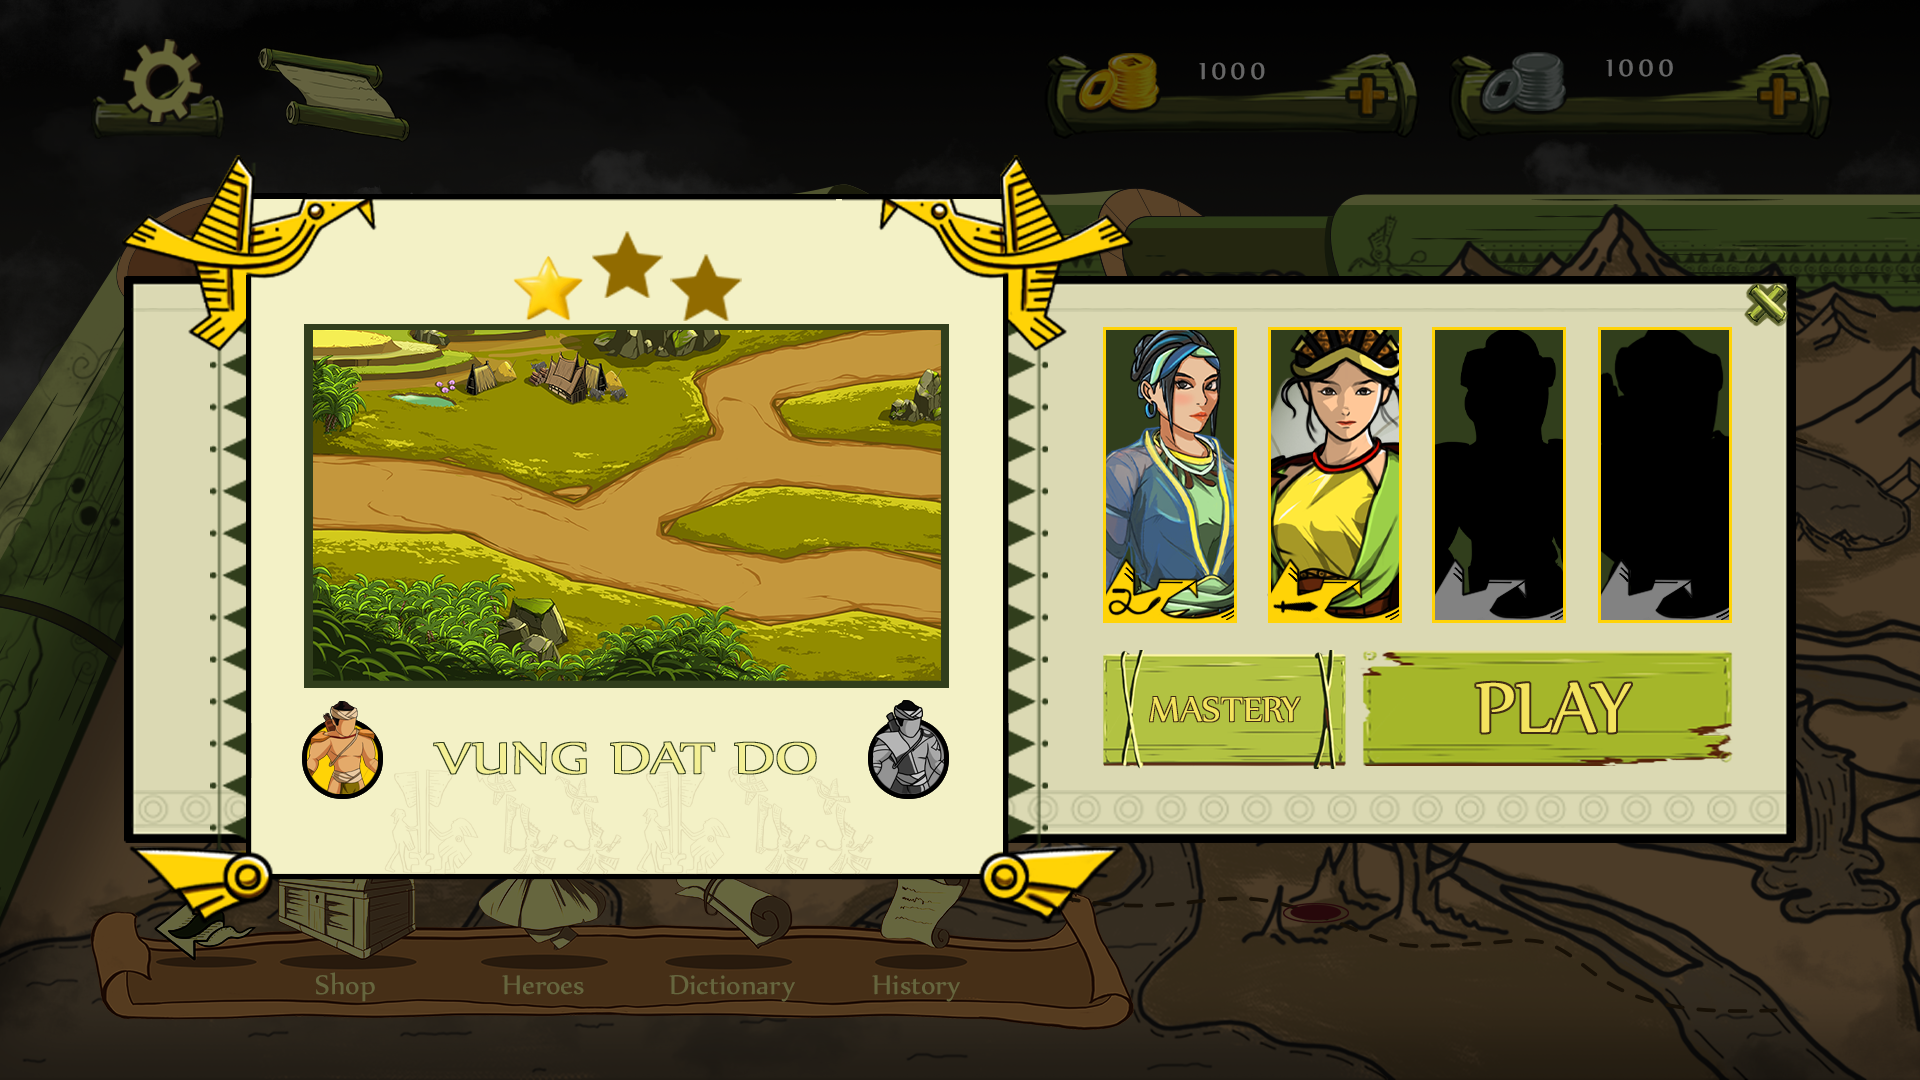 1000
1000
VUNG DAT DO
MASTERY
PLAY
Shop
Heroes
Dictionary
History